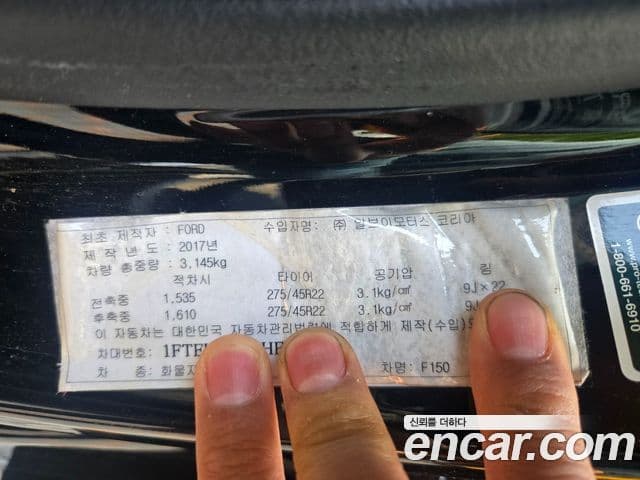 최초 제작자 : FORD 수입자명: (주) 알브이모터스 코리아
제 작 년 도 : 2017년
차량 총중량 : 3,145kg
적차시 타이어 공기압 링
전축중 1,535 275/45R22 3.1kg/㎠ 9J×22
후축중 1,610 275/45R22 3.1kg/㎠ 9J
이 자동차는 대한민국 자동차관리법령에 적합하게 제작(수입)
차대번호: 1FTE
차 종: 화물자 차명: F150
1-800-661-6910
신뢰를 더하다
encar.com